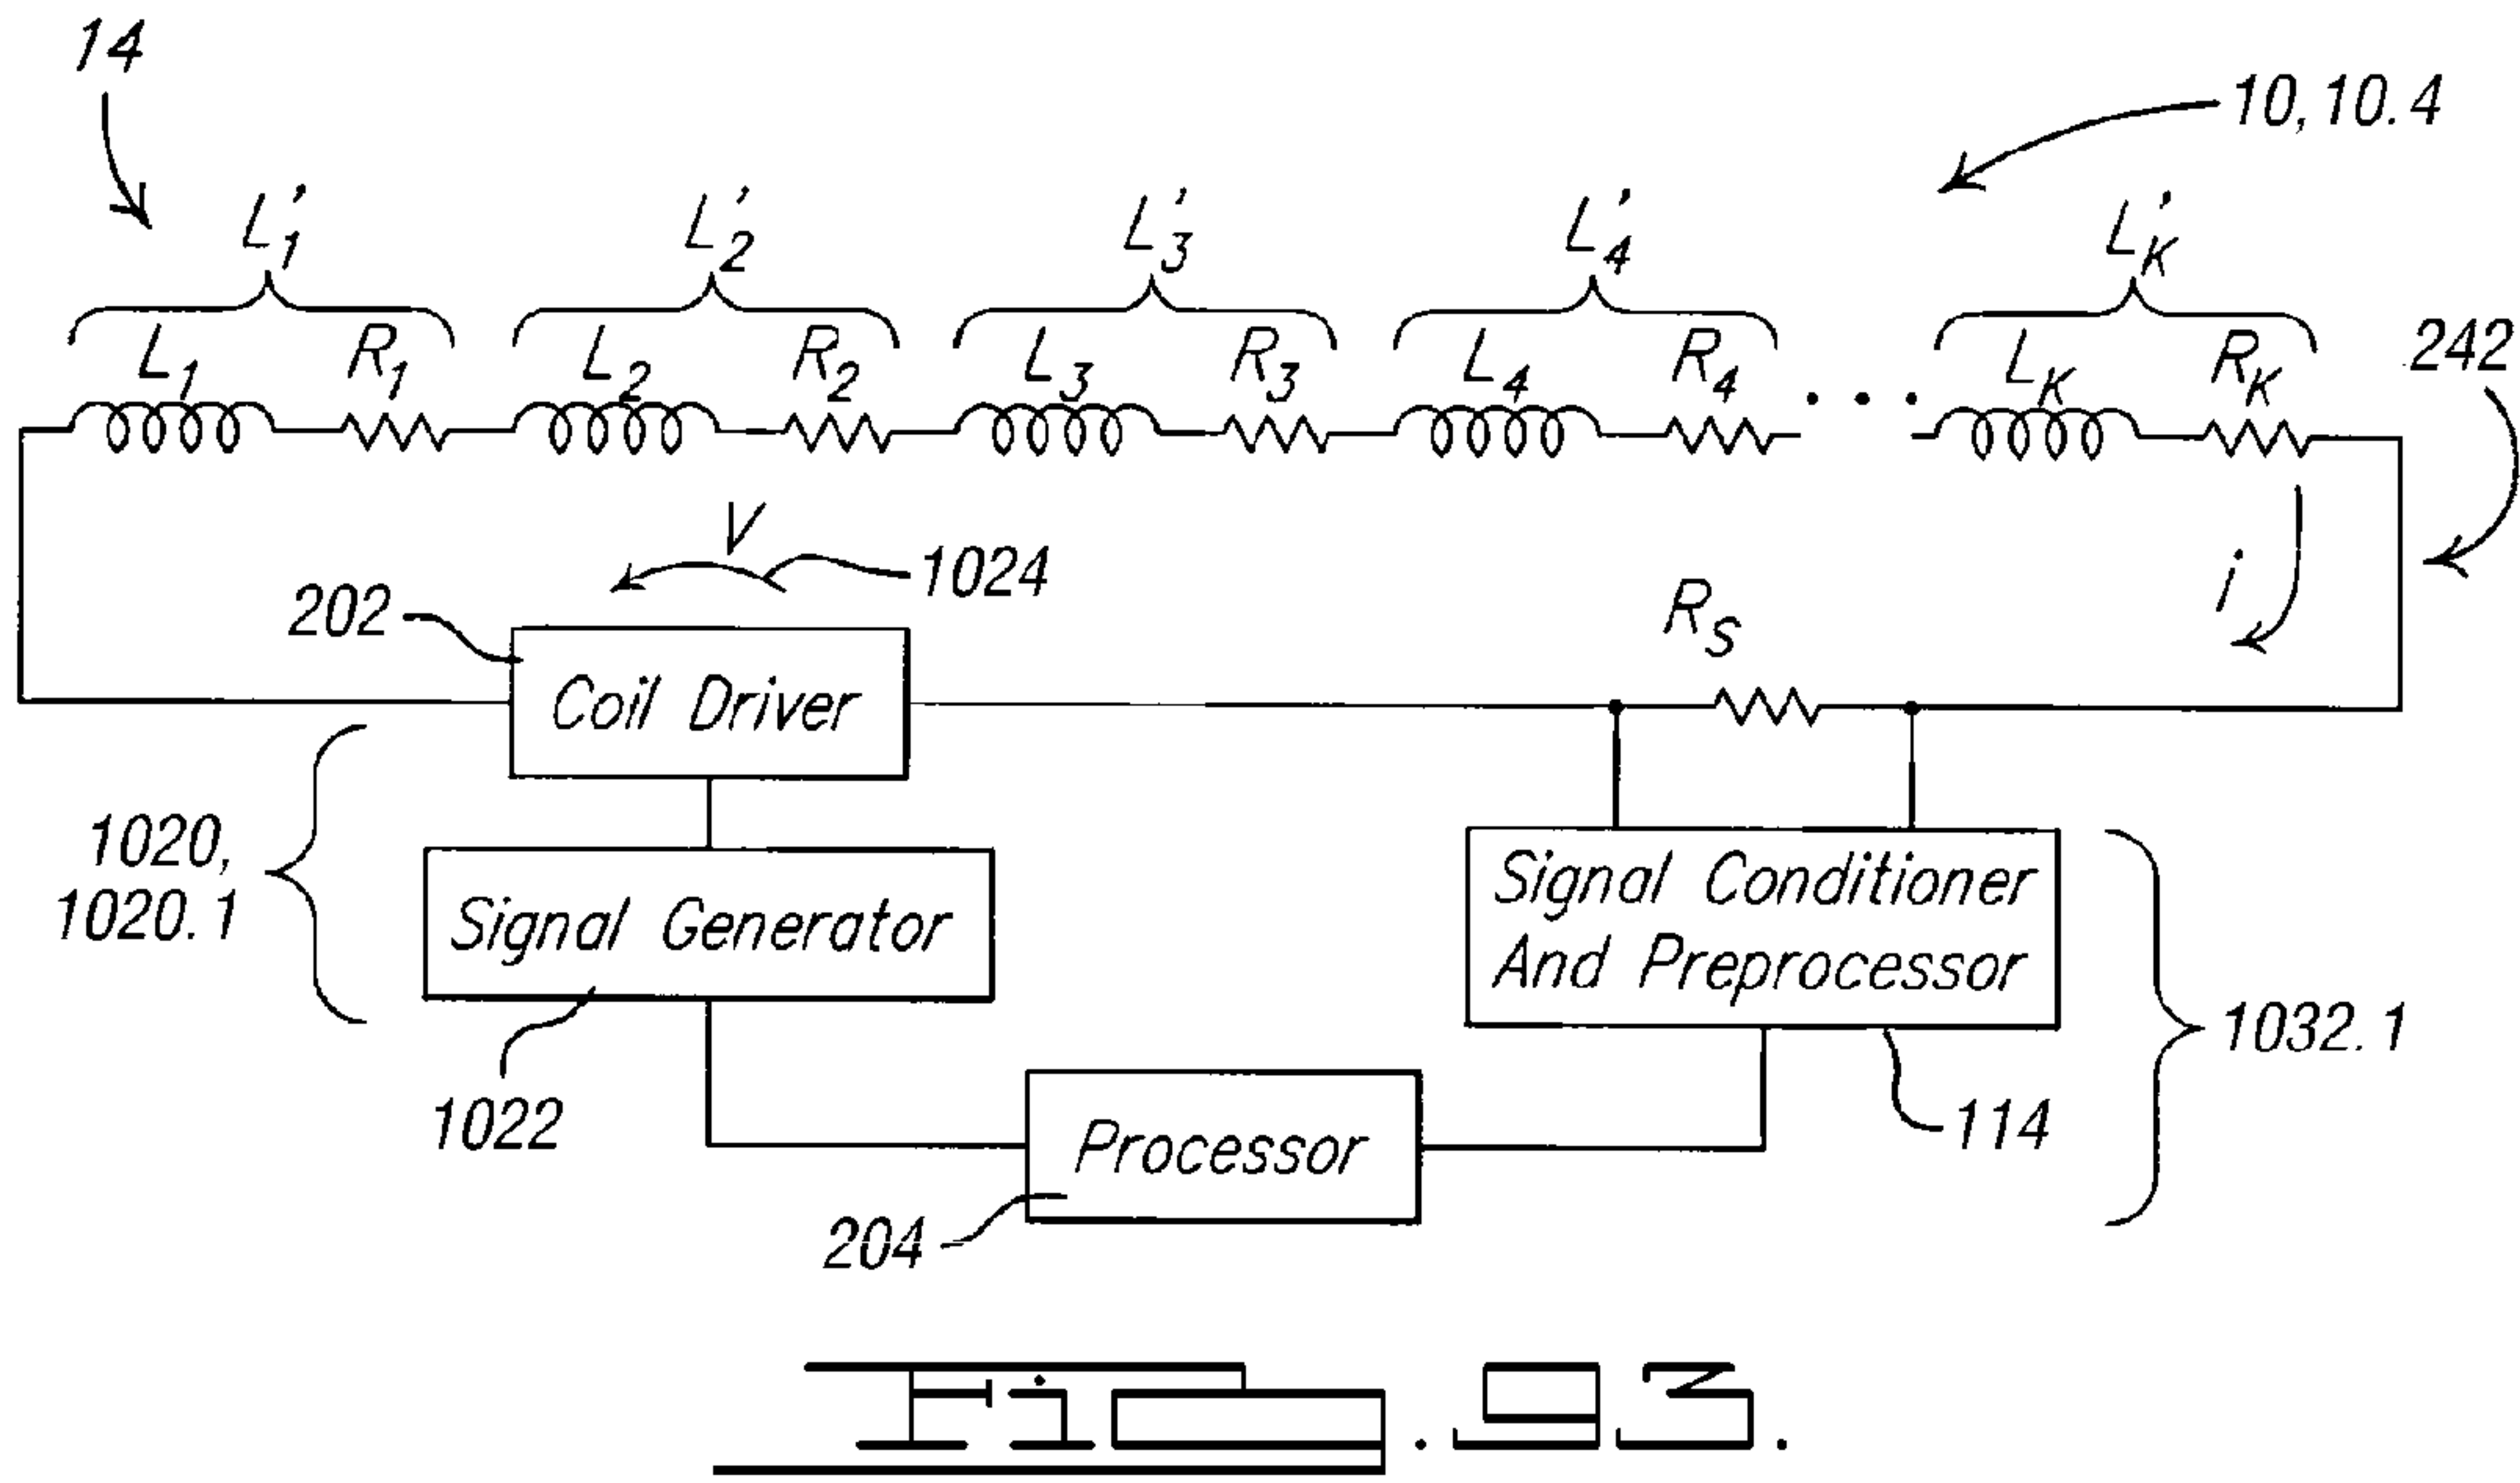 14
10, 10.4
L'1 L'2 L'3 L'4 L'K
L1 R1 L2 R2 L3 R3 L4 R4 ... LK RK
242
V
1024
i
202
RS
Coil Driver
1020,
1020.1
Signal Generator
Signal Conditioner
And Preprocessor
1032.1
1022
114
Processor
204
Fig. 93.